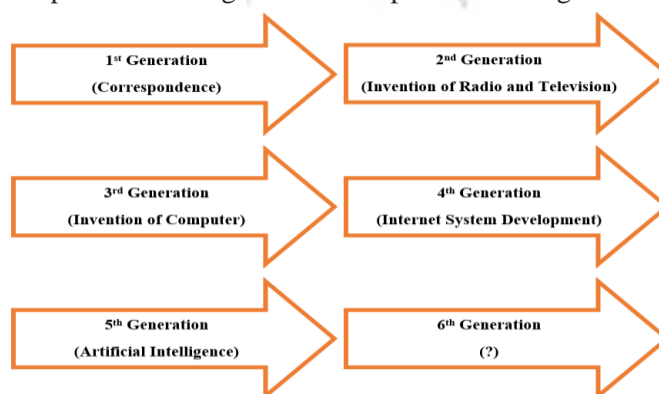 1st Generation
(Correspondence)
2nd Generation
(Invention of Radio and Television)
3rd Generation
(Invention of Computer)
4th Generation
(Internet System Development)
5th Generation
(Artificial Intelligence)
6th Generation
(?)